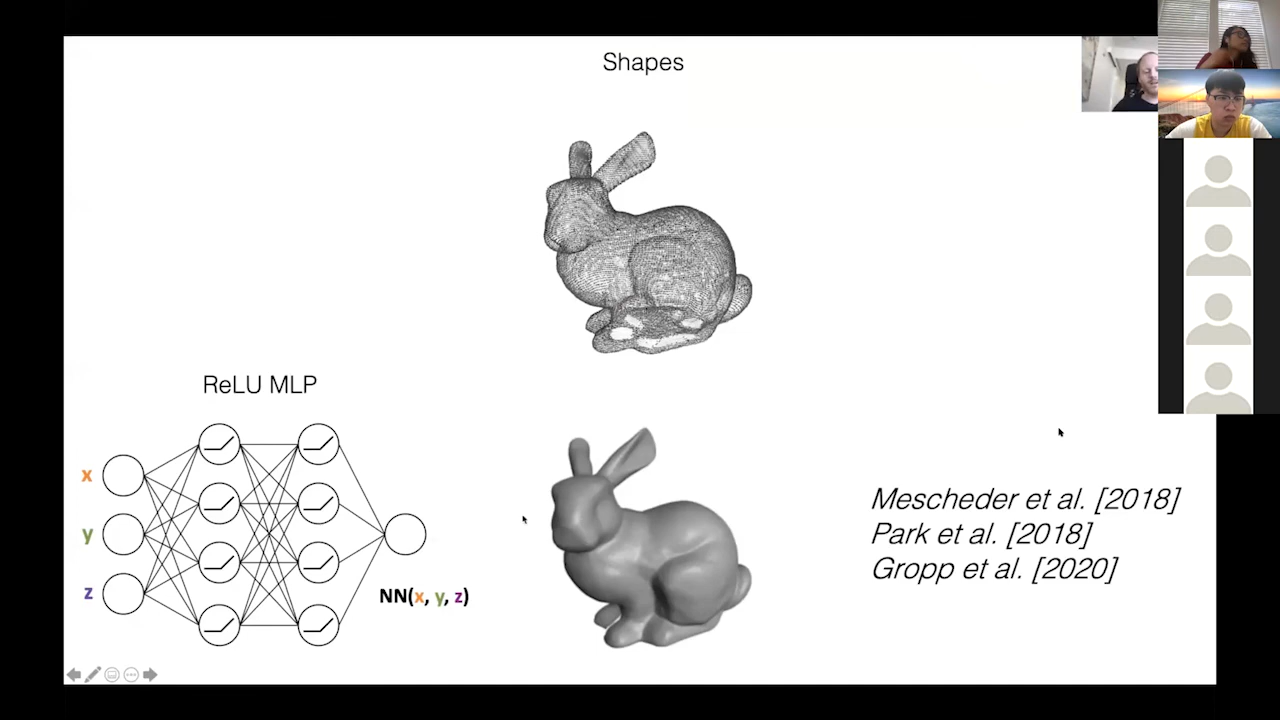 Shapes
ReLU MLP
x
y
z
NN(x, y, z)
Mescheder et al. [2018]
Park et al. [2018]
Gropp et al. [2020]